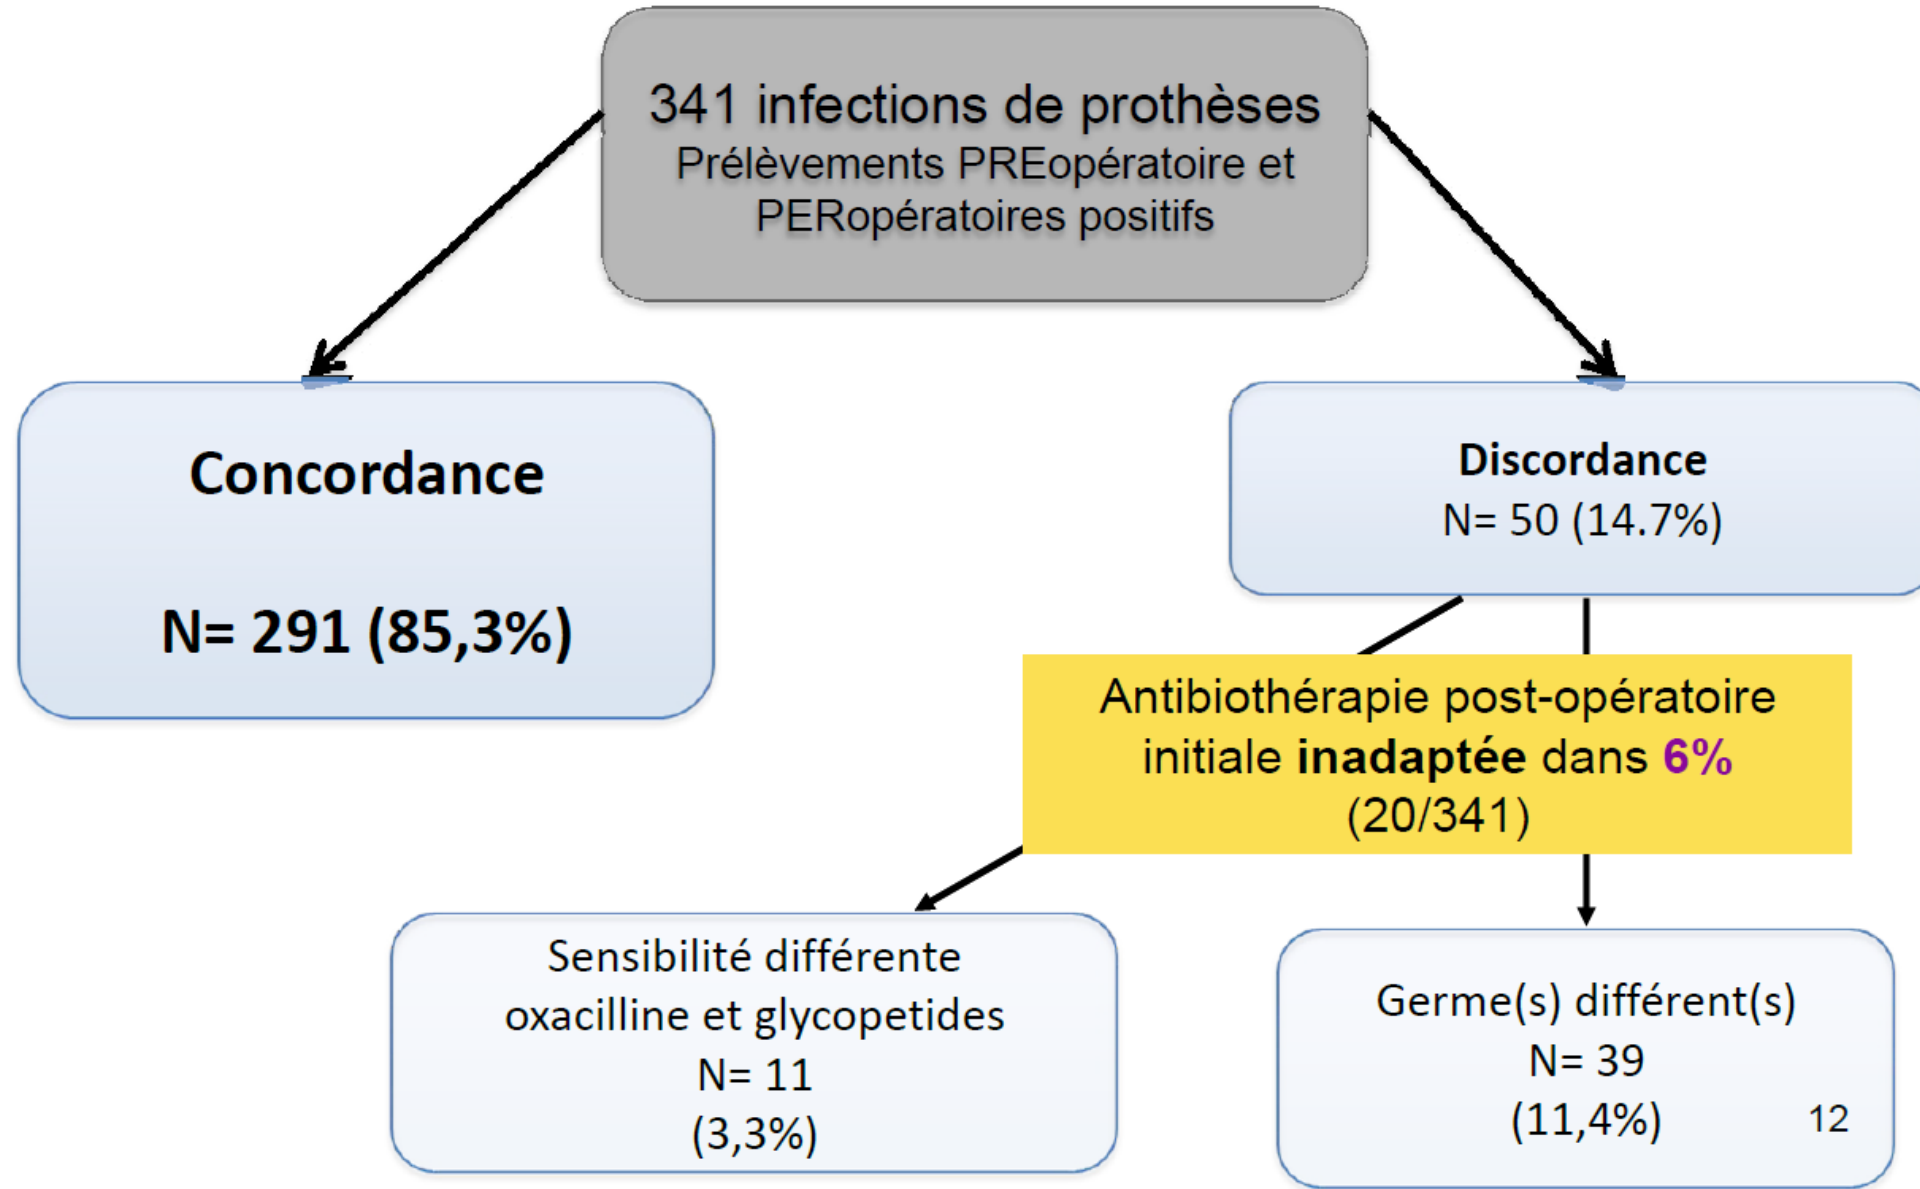 341 infections de prothèses
Prélèvements PREopératoire et
PERopératoires positifs
Concordance
N= 291 (85,3%)
Discordance
N= 50 (14.7%)
Antibiothérapie post-opératoire
initiale inadaptée dans 6%
(20/341)
Sensibilité différente
oxacilline et glycopetides
N= 11
(3,3%)
Germe(s) différent(s)
N= 39
(11,4%)
12